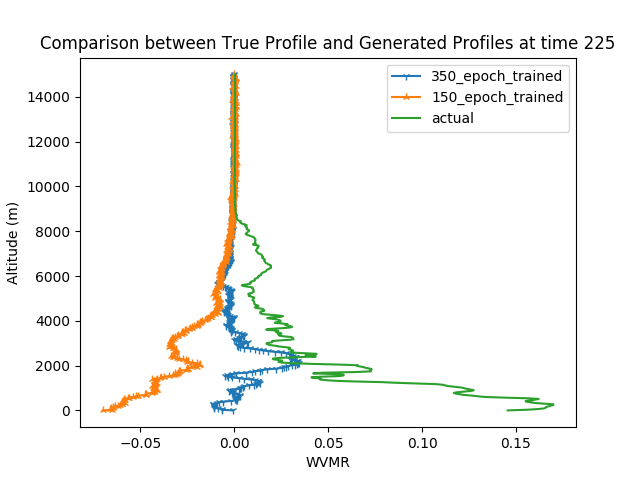 Comparison between True Profile and Generated Profiles at time 225
350_epoch_trained
150_epoch_trained
actual
Altitude (m)
14000
12000
10000
8000
6000
4000
2000
0
−0.05 0.00 0.05 0.10 0.15
WVMR